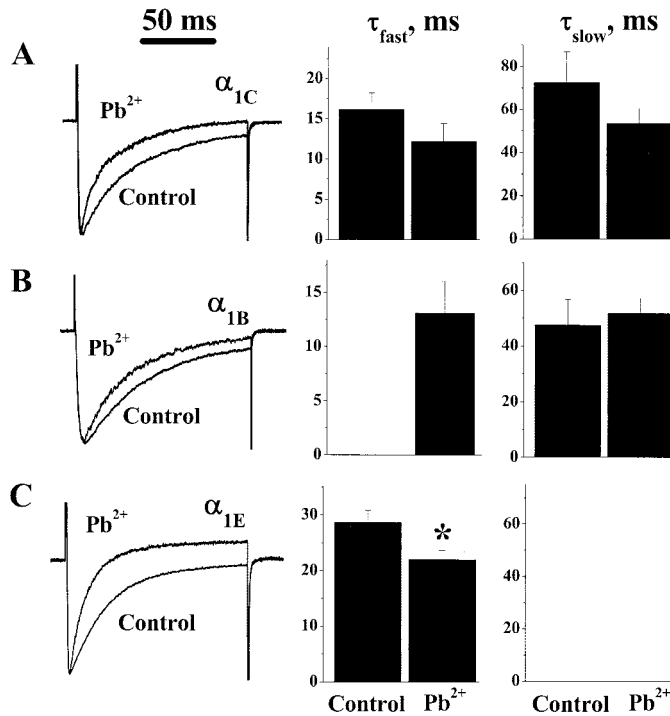 50 ms
τfast, ms
τslow, ms
A
Pb²⁺
α1C
Control
20
15
10
5
0
80
60
40
20
0
B
α1B
Pb²⁺
Control
15
10
5
0
60
40
20
0
C
Pb²⁺
α1E
Control
30
20
10
0
*
Control
Pb²⁺
60
40
20
0
Control
Pb²⁺